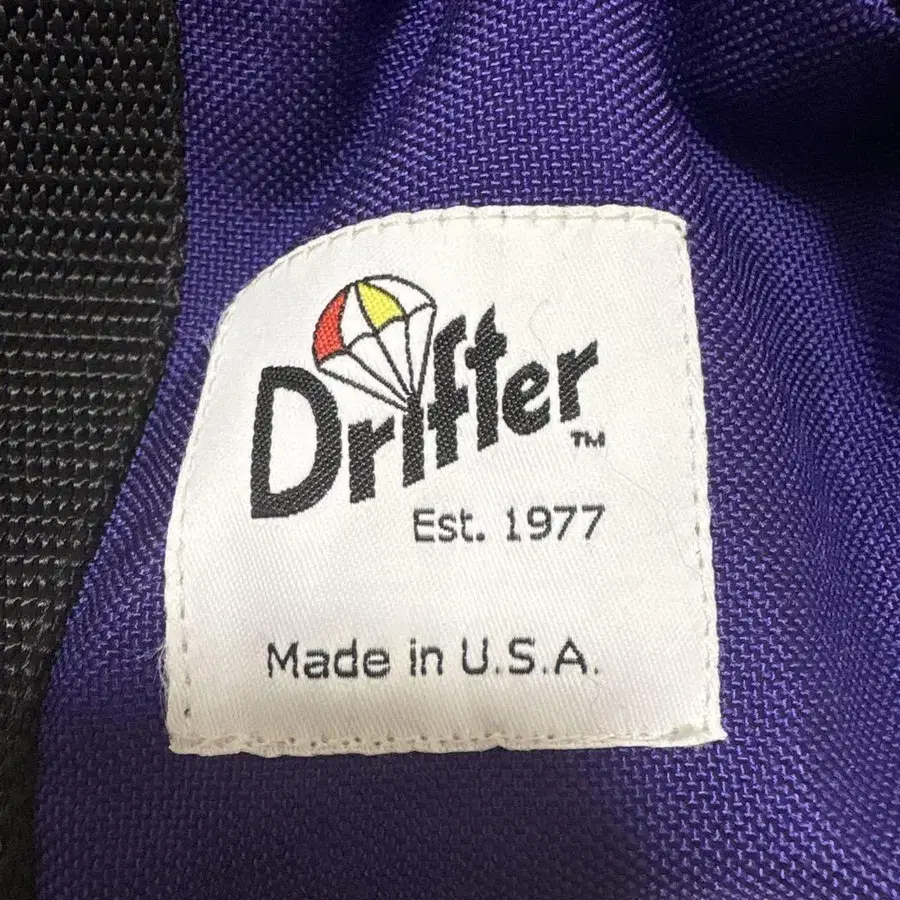 Drifter™
Est. 1977
Made in U.S.A.